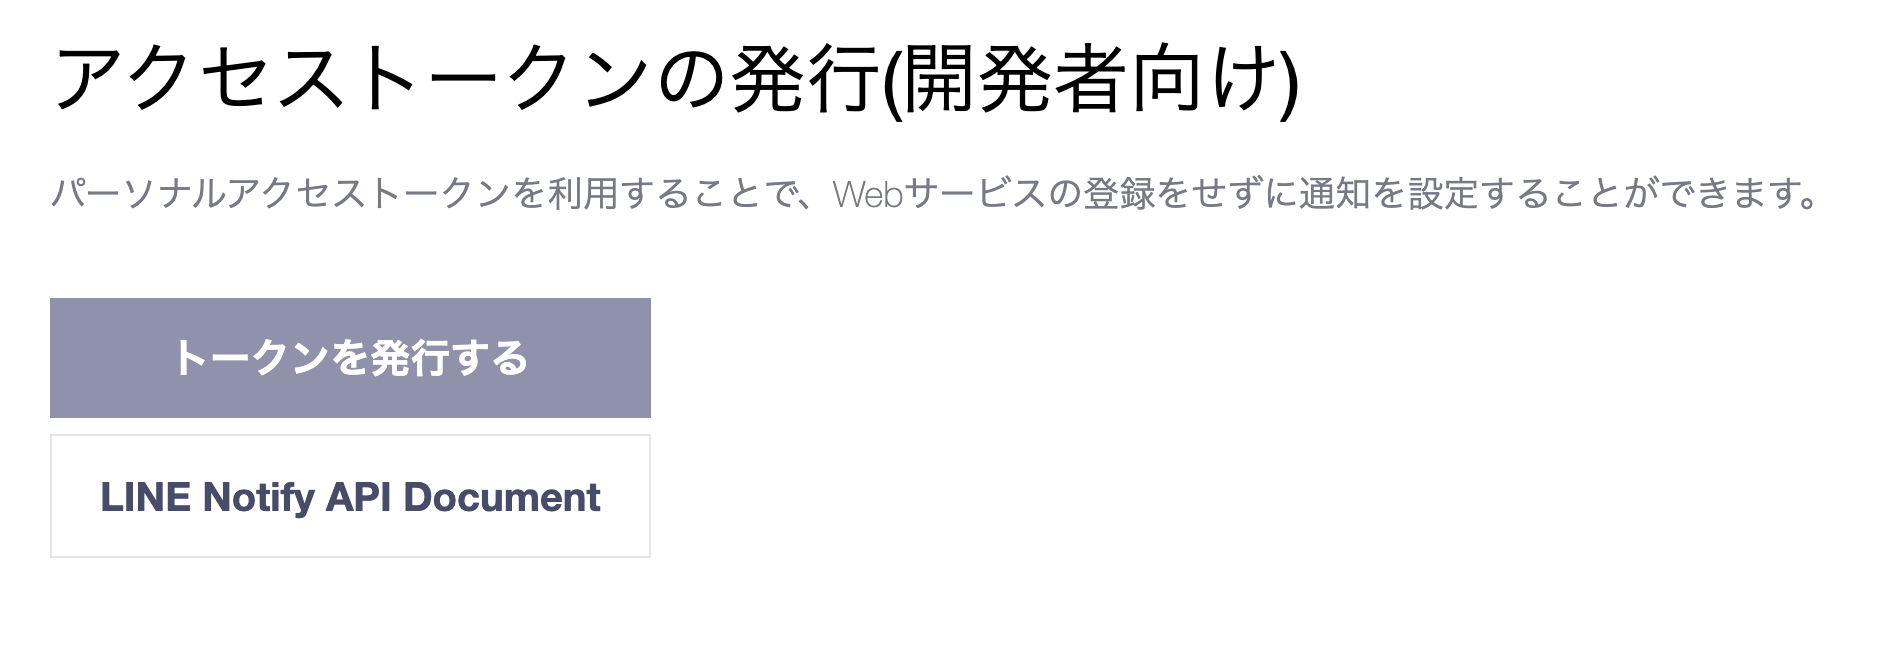 アクセストークンの発行(開発者向け)
パーソナルアクセストークンを利用することで、Webサービスの登録をせずに通知を設定することができます。
トークンを発行する
LINE Notify API Document